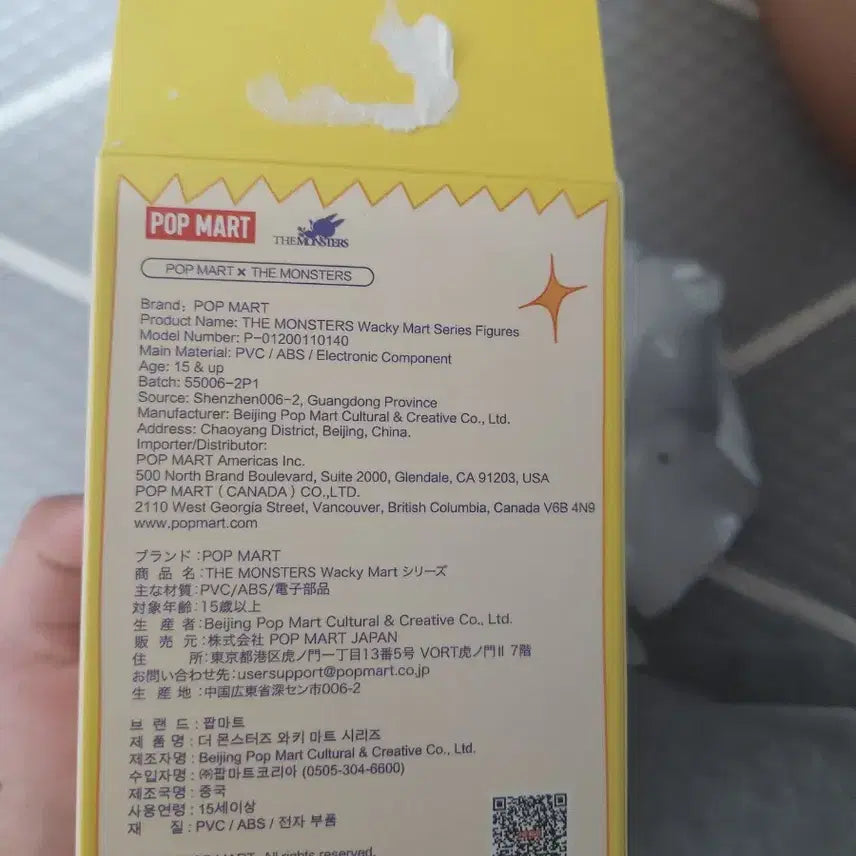 POP MART
THE MONSTERS
POP MART × THE MONSTERS
Brand: POP MART
Product Name: THE MONSTERS Wacky Mart Series Figures
Model Number: P-01200110140
Main Material: PVC / ABS / Electronic Component
Age: 15 & up
Batch: 55006-2P1
Source: Shenzhen006-2, Guangdong Province
Manufacturer: Beijing Pop Mart Cultural & Creative Co., Ltd.
Address: Chaoyang District, Beijing, China.
Importer/Distributor:
POP MART Americas Inc.
500 North Brand Boulevard, Suite 2000, Glendale, CA 91203, USA
POP MART ( CANADA ) CO.,LTD.
2110 West Georgia Street, Vancouver, British Columbia, Canada V6B 4N9
www.popmart.com
ブランド:POP MART
商 品 名:THE MONSTERS Wacky Mart シリーズ
主な材質:PVC/ABS/電子部品
対象年齢:15歳以上
生 産 者:Beijing Pop Mart Cultural & Creative Co., Ltd.
販 売 元:株式会社 POP MART JAPAN
住 所:東京都港区虎ノ門一丁目13番5号 VORT虎ノ門II 7階
お問い合わせ先:usersupport@popmart.co.jp
生 産 地:中国広東省深セン市006-2
브 랜 드 : 팝마트
제 품 명 : 더 몬스터즈 와키 마트 시리즈
제조자명 : Beijing Pop Mart Cultural & Creative Co., Ltd.
수입자명 : ㈜팝마트코리아 (0505-304-6600)
제조국명 : 중국
사용연령 : 15세이상
재 질 : PVC / ABS / 전자 부품
MART. All rights reserved.